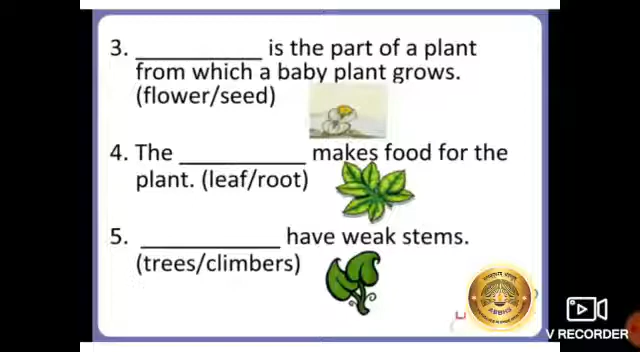 3. ___________ is the part of a plant
from which a baby plant grows.
(flower/seed)
4. The ___________ makes food for the
plant. (leaf/root)
5. ____________ have weak stems.
(trees/climbers)
V RECORDER